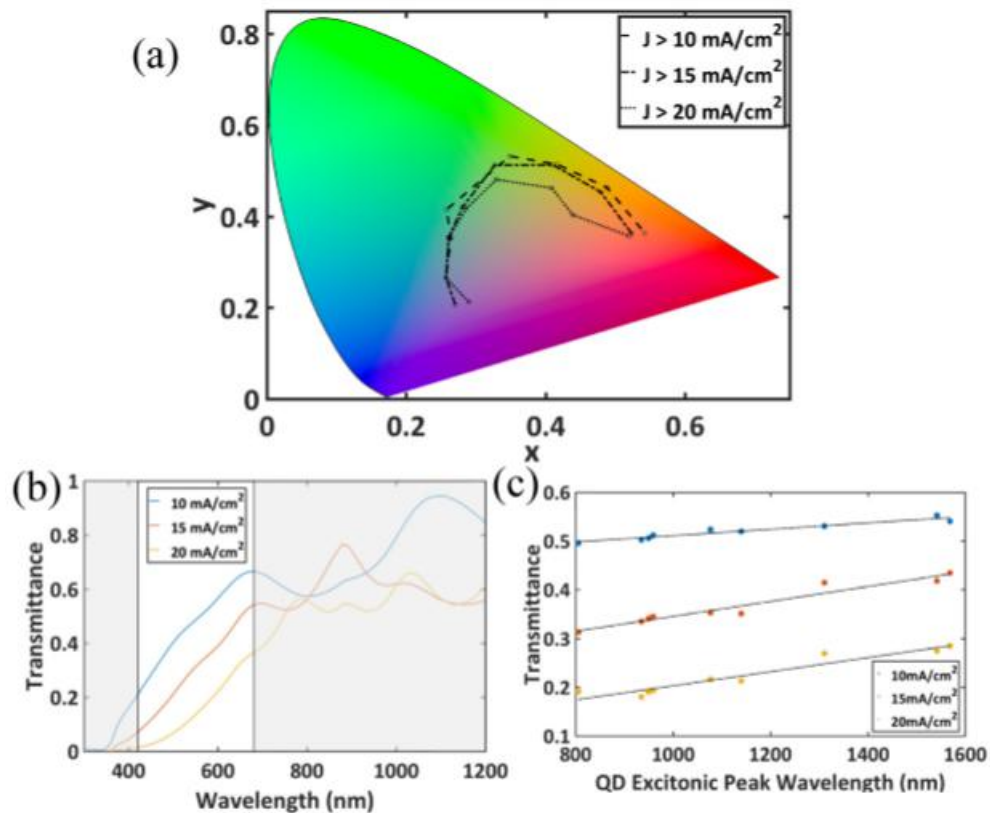 (a)
0.8
0.6
0.4
0.2
0
y
0 0.2 0.4 0.6
x
J > 10 mA/cm²
J > 15 mA/cm²
J > 20 mA/cm²
(b)
1
0.8
0.6
0.4
0.2
0
Transmittance
400 600 800 1000 1200
Wavelength (nm)
10 mA/cm²
15 mA/cm²
20 mA/cm²
(c)
0.6
0.5
0.4
0.3
0.2
0.1
Transmittance
800 1000 1200 1400 1600
QD Excitonic Peak Wavelength (nm)
10mA/cm²
15mA/cm²
20mA/cm²